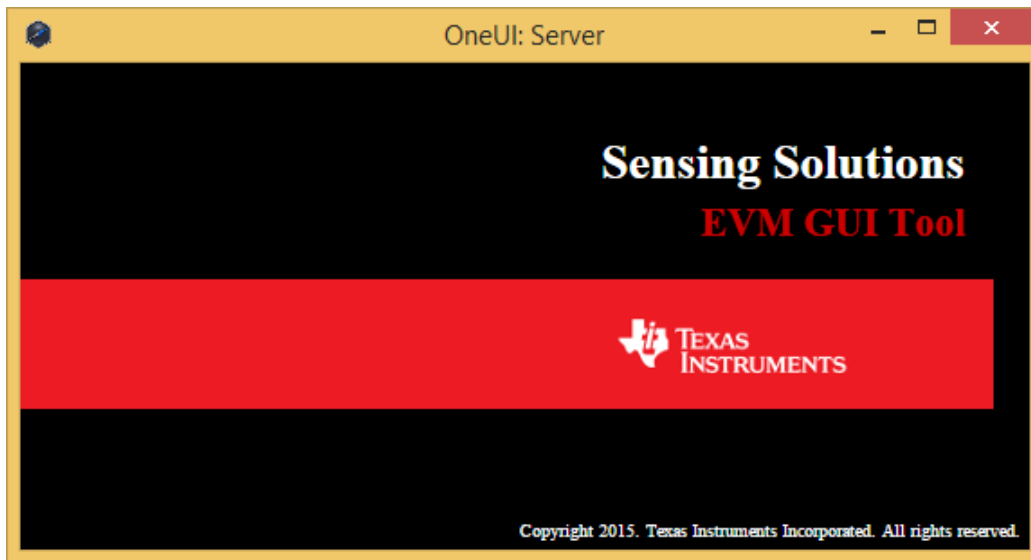 OneUI: Server
Sensing Solutions
EVM GUI Tool
TEXAS
INSTRUMENTS
Copyright 2015. Texas Instruments Incorporated. All rights reserved.